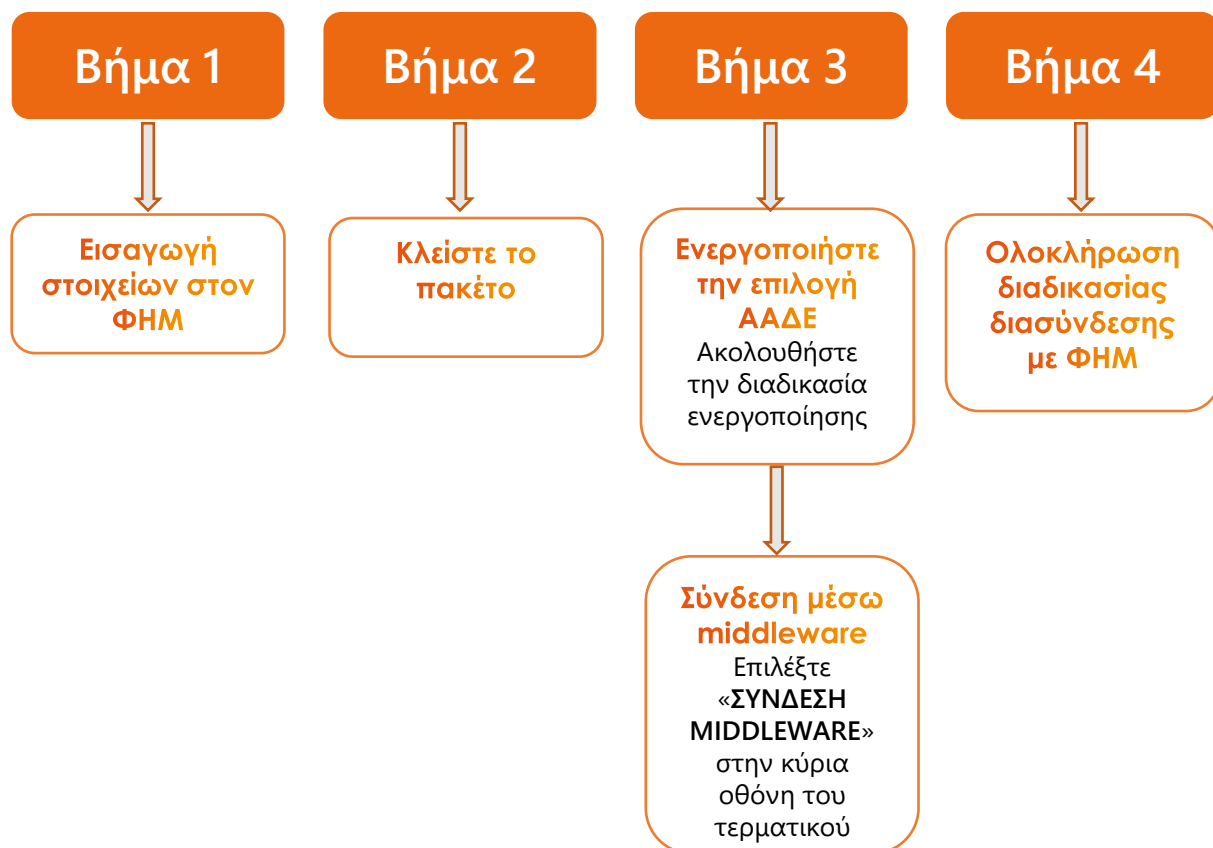 Βήμα 1
Βήμα 2
Βήμα 3
Βήμα 4
Εισαγωγή
στοιχείων στον
ΦΗΜ
Κλείστε το
πακέτο
Ενεργοποιήστε
την επιλογή
ΑΑΔΕ
Ακολουθήστε
την διαδικασία
ενεργοποίησης
Σύνδεση μέσω
middleware
Επιλέξτε
«ΣΥΝΔΕΣΗ
MIDDLEWARE»
στην κύρια
οθόνη του
τερματικού
Ολοκλήρωση
διαδικασίας
διασύνδεσης
με ΦΗΜ